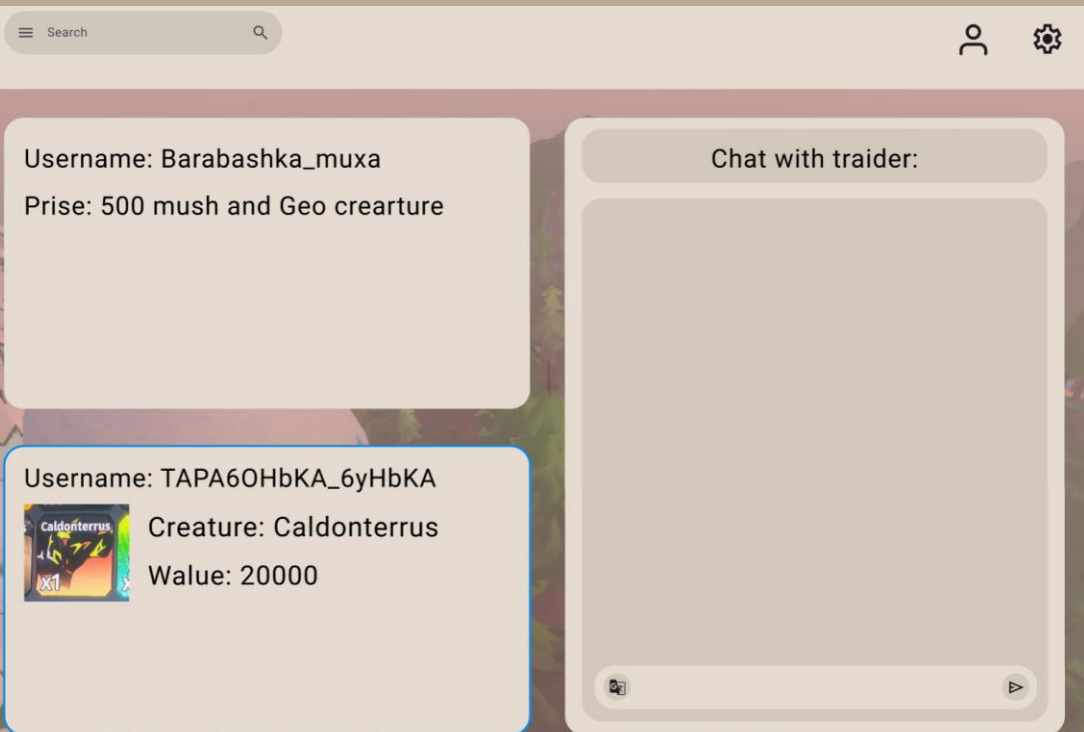 Search
Username: Barabashka_muxa
Prise: 500 mush and Geo crearture
Username: TAPA6OHbKA_6yHbKA
Caldonterrus
x1
Creature: Caldonterrus
Walue: 20000
Chat with traider: